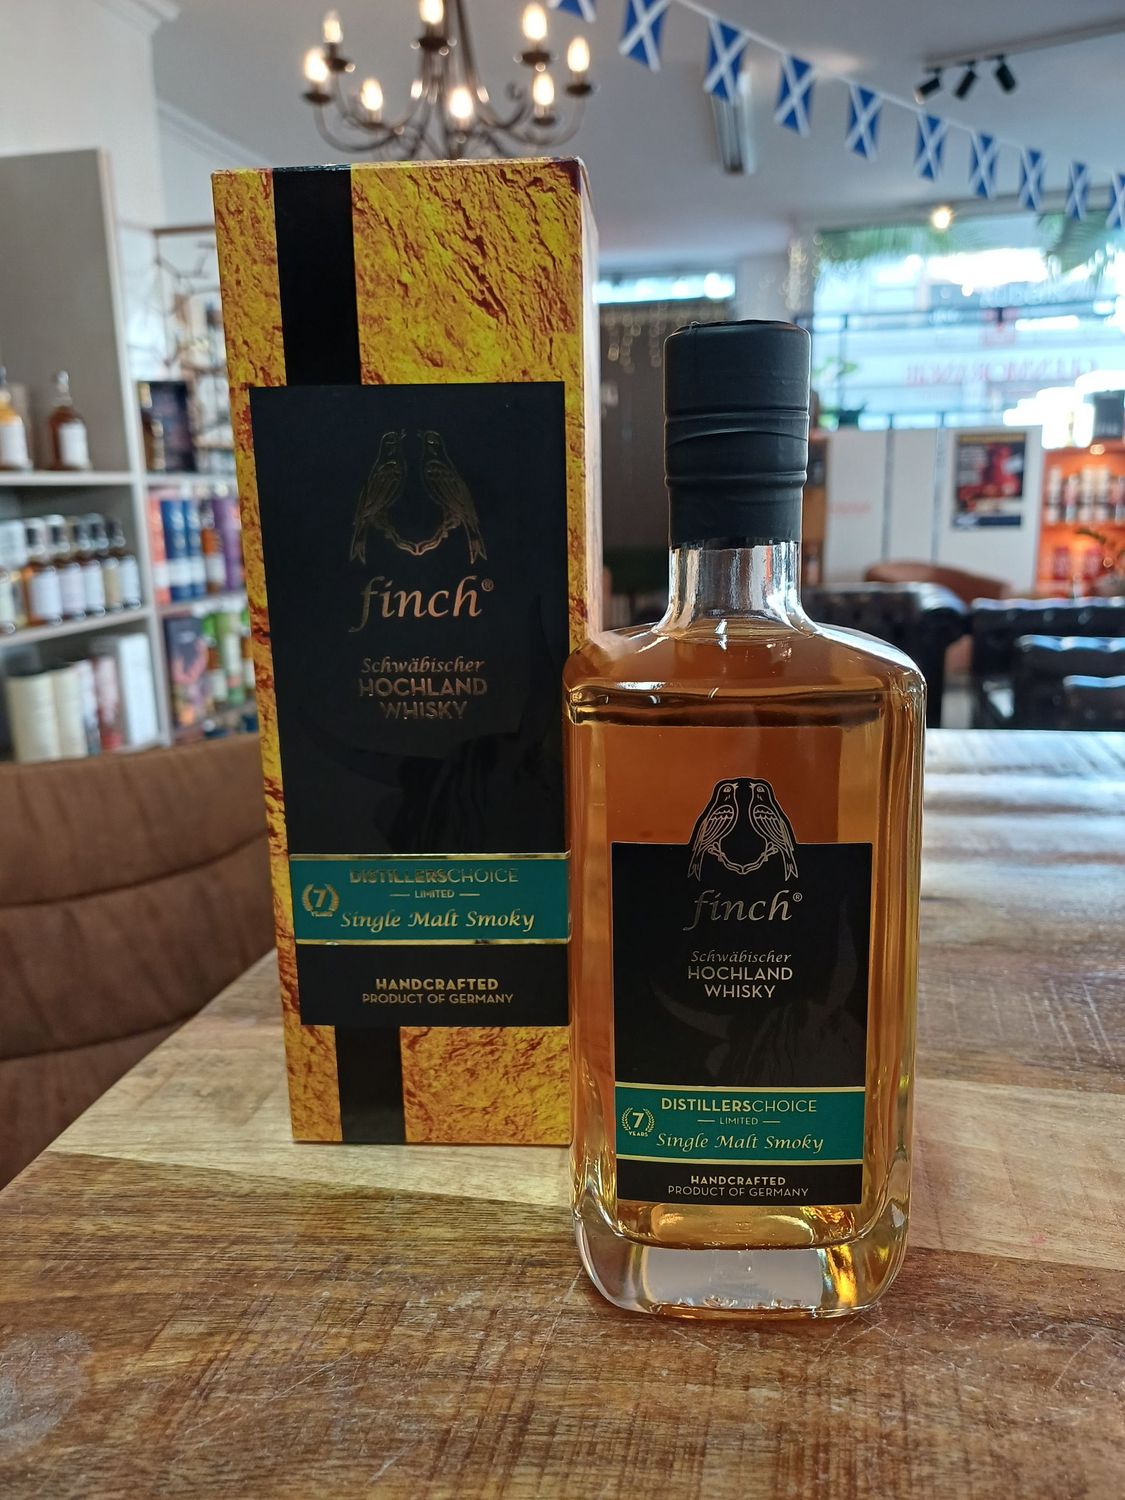 finch®
Schwäbischer
HOCHLAND
WHISKY
DISTILLERSCHOICE
LIMITED
7
YEARS
Single Malt Smoky
HANDCRAFTED
PRODUCT OF GERMANY
finch®
Schwäbischer
HOCHLAND
WHISKY
DISTILLERSCHOICE
LIMITED
7
YEARS
Single Malt Smoky
HANDCRAFTED
PRODUCT OF GERMANY